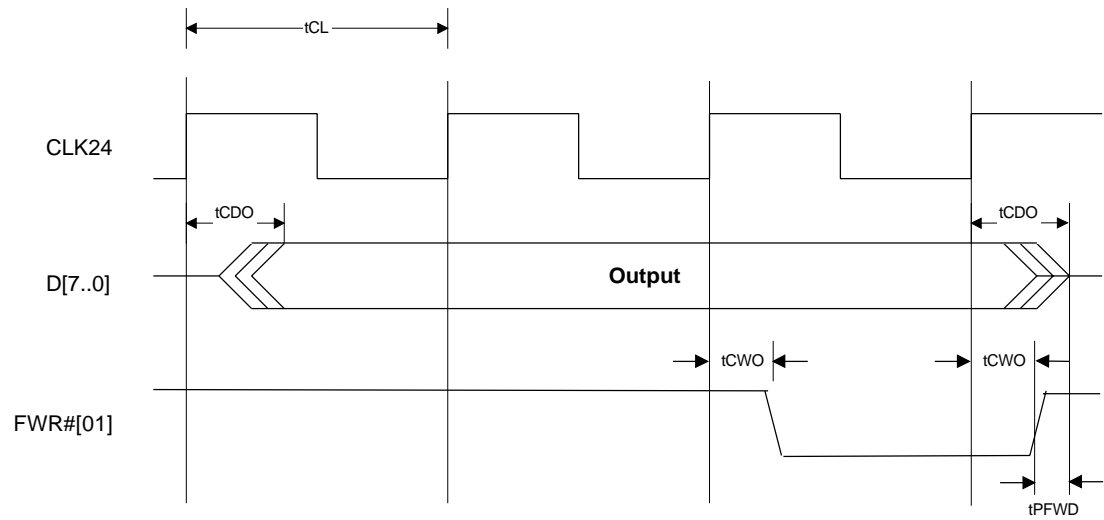 tCL
CLK24
tCDO
tCDO
D[7..0]
Output
tCWO
tCWO
FWR#[01]
tPFWD